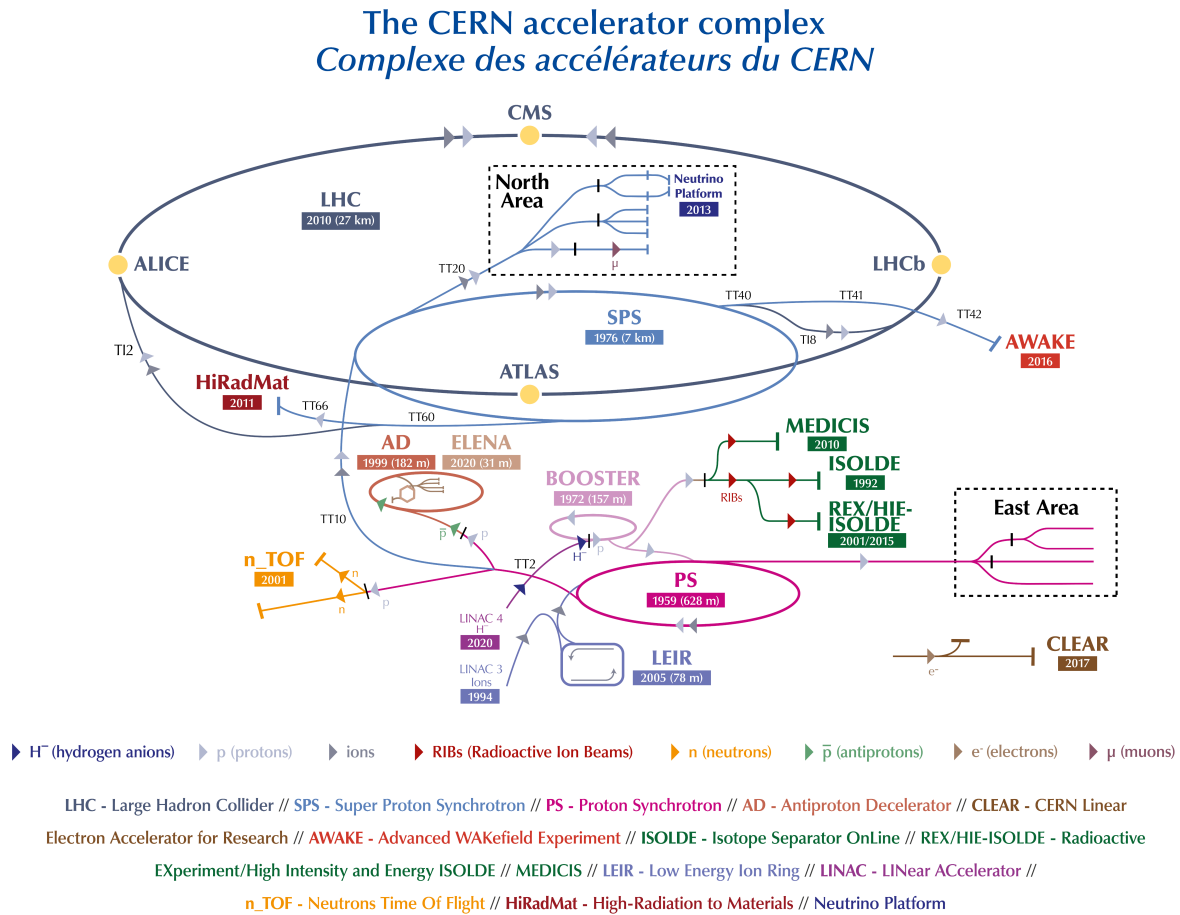 The CERN accelerator complex
Complexe des accélérateurs du CERN
CMS
North
Area
Neutrino
Platform
2013
LHC
2010 (27 km)
μ
ALICE
LHCb
TT20
TT40
TT41
TT42
SPS
1976 (7 km)
TI2
TI8
AWAKE
2016
ATLAS
HiRadMat
2011
TT66
TT60
AD
1999 (182 m)
ELENA
2020 (31 m)
MEDICIS
2010
BOOSTER
1972 (157 m)
ISOLDE
1992
RIBs
REX/HIE-
ISOLDE
2001/2015
East Area
TT10
p̅
p
H⁻
p
n_TOF
2001
n
n
p
TT2
PS
1959 (628 m)
LINAC 4
H⁻
2020
LINAC 3
Ions
1994
LEIR
2005 (78 m)
CLEAR
2017
e⁻
H⁻ (hydrogen anions)
p (protons)
ions
RIBs (Radioactive Ion Beams)
n (neutrons)
p̅ (antiprotons)
e⁻ (electrons)
μ (muons)
LHC - Large Hadron Collider // SPS - Super Proton Synchrotron // PS - Proton Synchrotron // AD - Antiproton Decelerator // CLEAR - CERN Linear
Electron Accelerator for Research // AWAKE - Advanced WAKefield Experiment // ISOLDE - Isotope Separator OnLine // REX/HIE-ISOLDE - Radioactive
EXperiment/High Intensity and Energy ISOLDE // MEDICIS // LEIR - Low Energy Ion Ring // LINAC - LINear ACcelerator //
n_TOF - Neutrons Time Of Flight // HiRadMat - High-Radiation to Materials // Neutrino Platform